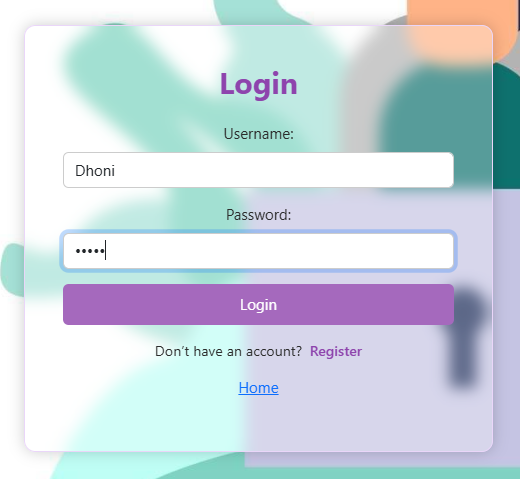 Login
Username:
Dhoni
Password:
•••••
Login
Don't have an account? Register
Home